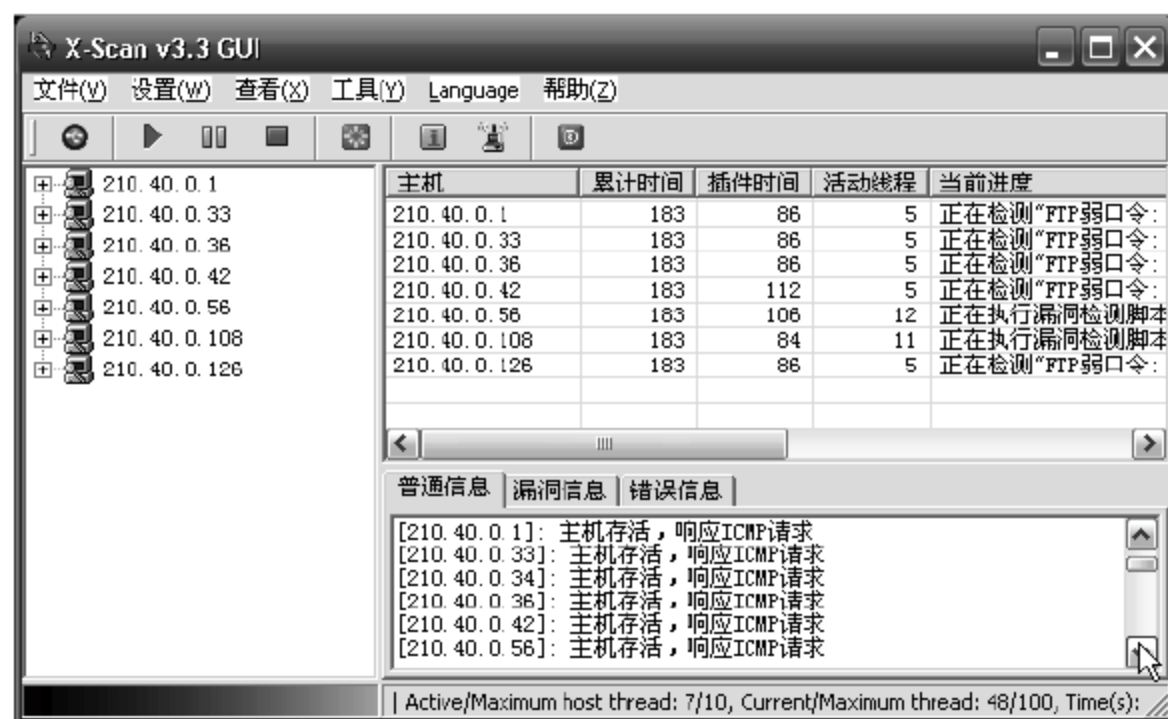 X-Scan v3.3 GUI
文件(V) 设置(W) 查看(X) 工具(Y) Language 帮助(Z)
210.40.0.1
210.40.0.33
210.40.0.36
210.40.0.42
210.40.0.56
210.40.0.108
210.40.0.126
主机 累计时间 插件时间 活动线程 当前进度
210.40.0.1 183 86 5 正在检测“FTP弱口令:
210.40.0.33 183 86 5 正在检测“FTP弱口令:
210.40.0.36 183 86 5 正在检测“FTP弱口令:
210.40.0.42 183 112 5 正在检测“FTP弱口令:
210.40.0.56 183 106 12 正在执行漏洞检测脚本
210.40.0.108 183 84 11 正在执行漏洞检测脚本
210.40.0.126 183 86 5 正在检测“FTP弱口令:
普通信息 漏洞信息 错误信息
[210.40.0.1]: 主机存活，响应ICMP请求
[210.40.0.33]: 主机存活，响应ICMP请求
[210.40.0.34]: 主机存活，响应ICMP请求
[210.40.0.36]: 主机存活，响应ICMP请求
[210.40.0.42]: 主机存活，响应ICMP请求
[210.40.0.56]: 主机存活，响应ICMP请求
| Active/Maximum host thread: 7/10, Current/Maximum thread: 48/100, Time(s):